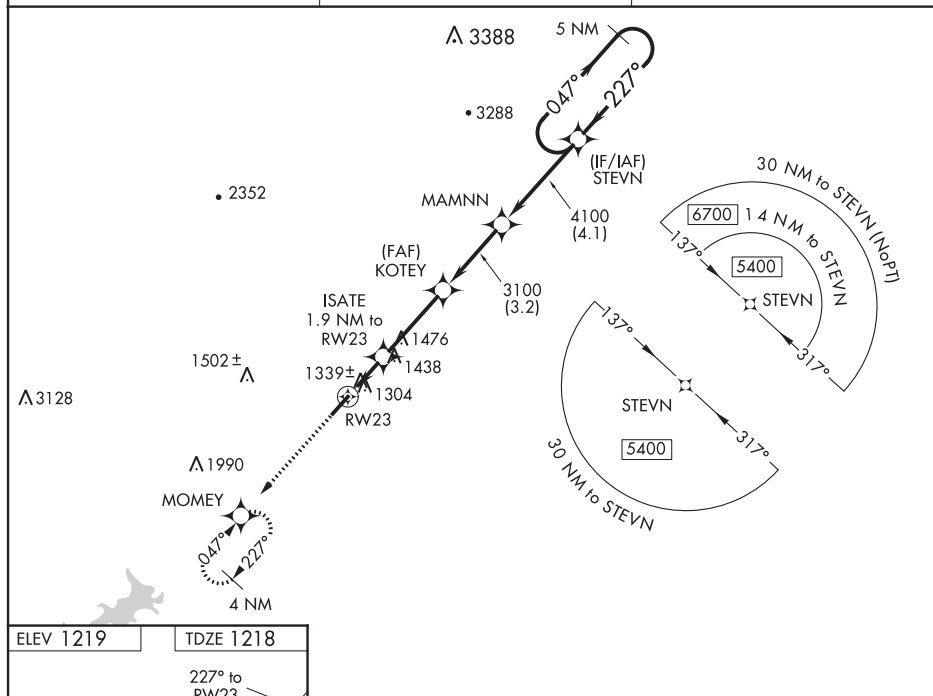 3388
5 NM
047°
227°
3288
(IF/IAF)
STEVN
2352
MAMNN
4100
(4.1)
(FAF)
KOTEY
3100
(3.2)
ISATE
1.9 NM to
RW23
1476
1438
1502±
1339±
1304
3128
RW23
1990
MOMEY
047°
227°
4 NM
30 NM to STEVN (NoPT)
6700
14 NM to STEVN
137°
5400
STEVN
317°
137°
STEVN
317°
5400
30 NM to STEVN
ELEV 1219
TDZE 1218
227° to
RW23